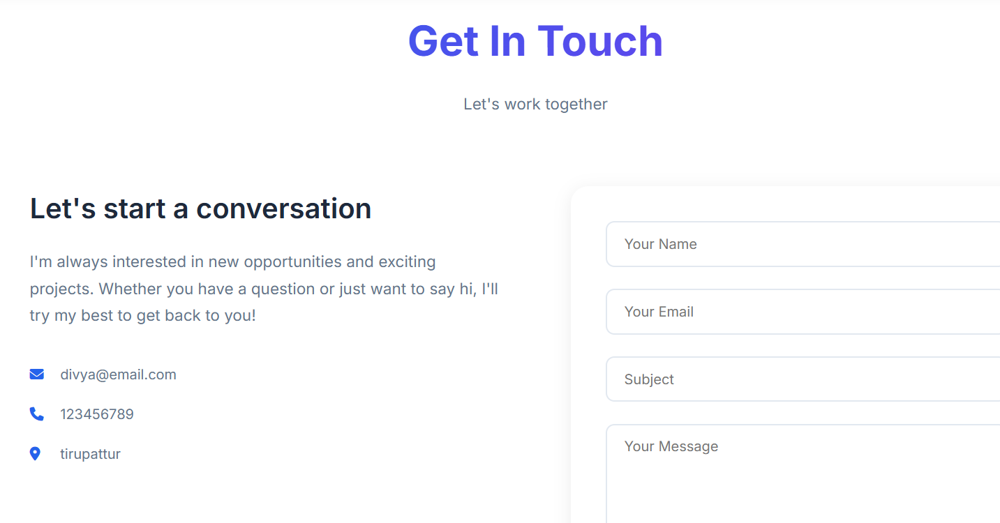 Get In Touch
Let's work together
Let's start a conversation
I'm always interested in new opportunities and exciting
projects. Whether you have a question or just want to say hi, I'll
try my best to get back to you!
divya@email.com
123456789
tirupattur
Your Name
Your Email
Subject
Your Message